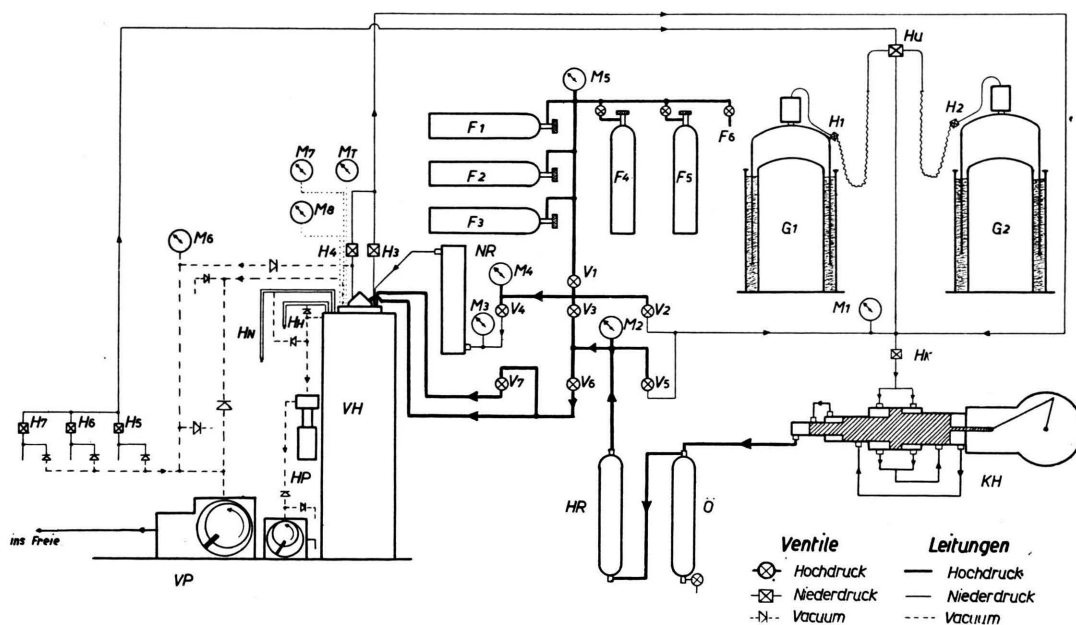 Hu
M5
H1
H2
F1
F6
M7
MT
F2
F4
F5
M8
F3
G1
G2
M6
H4
H3
NR
M4
V1
M3
V4
V3
V2
M2
M1
HN
HH
HK
V7
V6
V5
VH
H7
H6
H5
HP
HR
Ö
KH
ins Freie
VP
Ventile
Leitungen
Hochdruck
Hochdruck
Niederdruck
Niederdruck
Vacuum
Vacuum